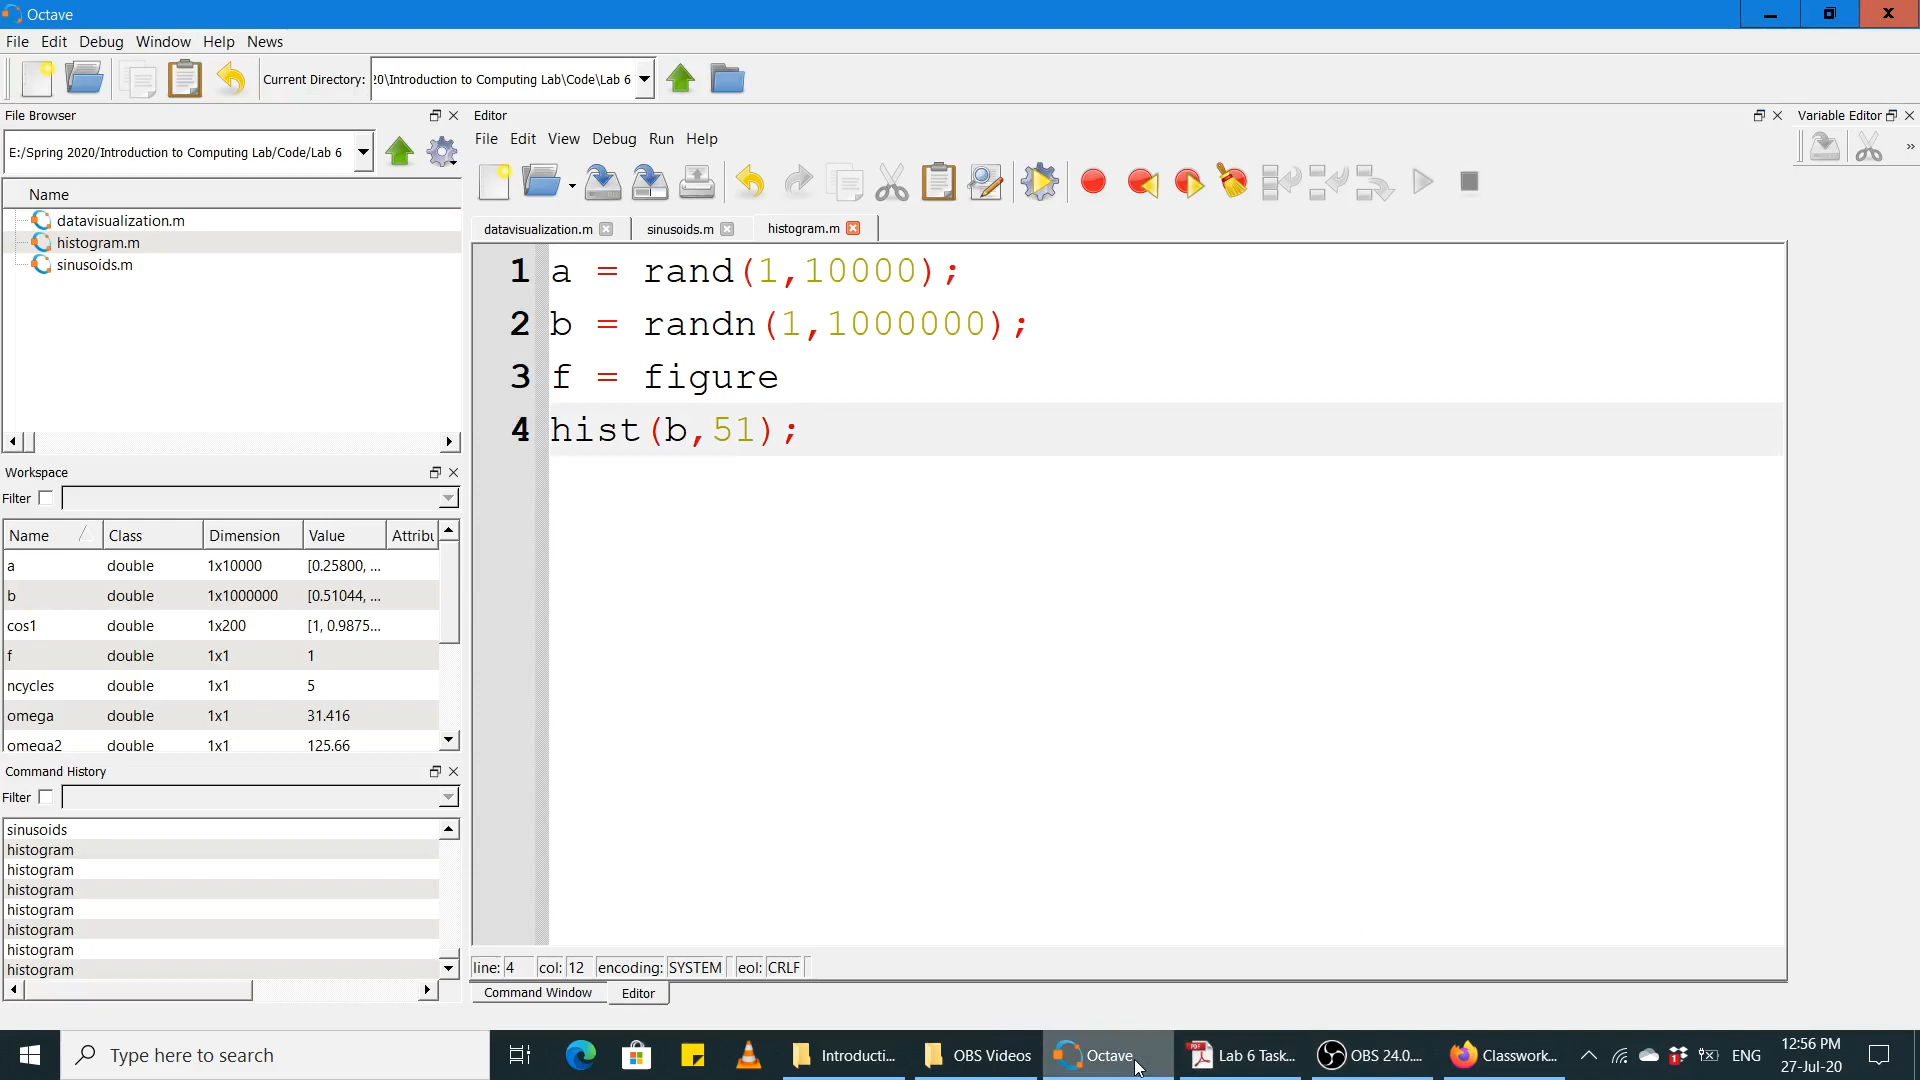 Octave
File Edit Debug Window Help News
Current Directory: ?0\Introduction to Computing Lab\Code\Lab 6
File Browser
E:/Spring 2020/Introduction to Computing Lab/Code/Lab 6
Name
datavisualization.m
histogram.m
sinusoids.m
Workspace
Filter
Name Class Dimension Value Attribu
a double 1x10000 [0.25800, ...
b double 1x1000000 [0.51044, ...
cos1 double 1x200 [1, 0.9875...
f double 1x1 1
ncycles double 1x1 5
omega double 1x1 31.416
omega2 double 1x1 125.66
Command History
Filter
sinusoids
histogram
histogram
histogram
histogram
histogram
histogram
histogram
Editor
File Edit View Debug Run Help
datavisualization.m sinusoids.m histogram.m
1 a = rand(1,10000);
2 b = randn(1,1000000);
3 f = figure
4 hist(b,51);
line: 4 col: 12 encoding: SYSTEM eol: CRLF
Command Window Editor
Variable Editor
»
Type here to search
Introducti...
OBS Videos
Octave
Lab 6 Task...
OBS 24.0....
Classwork...
ENG
12:56 PM
27-Jul-20